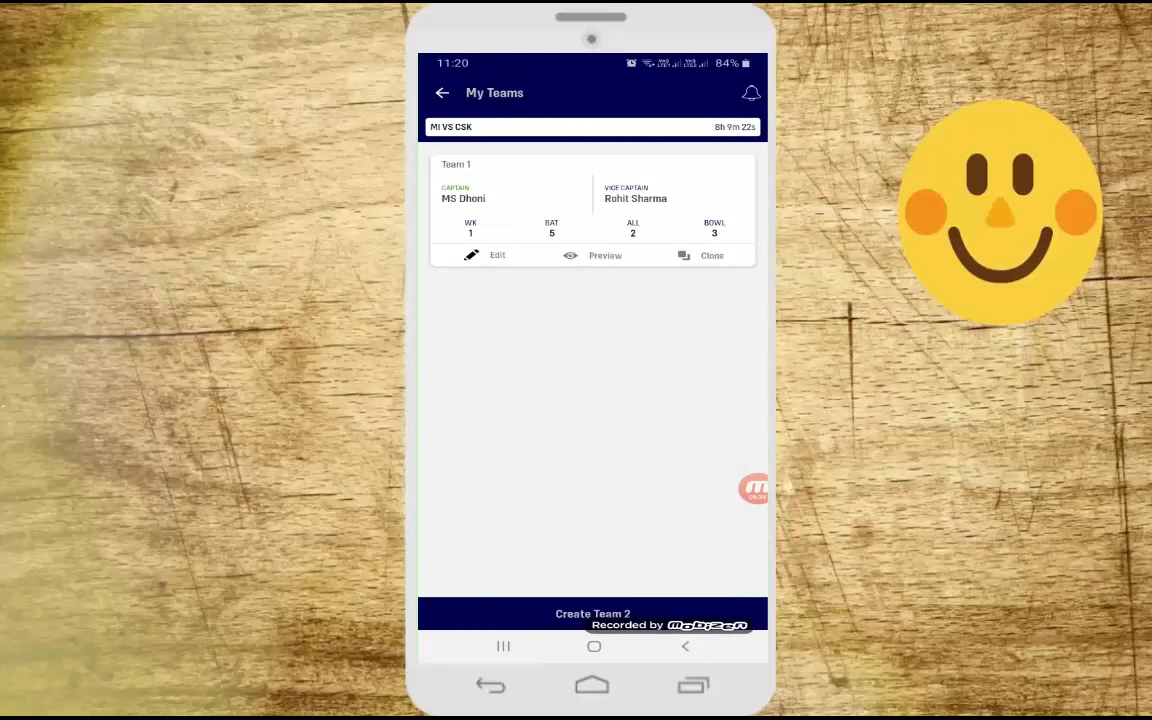 11:20 84%
My Teams
MI VS CSK 8h 9m 22s
Team 1
CAPTAIN VICE CAPTAIN
MS Dhoni Rohit Sharma
WK BAT ALL BOWL
1 5 2 3
Edit Preview Clone
Create Team 2
Recorded by MOBIZEN